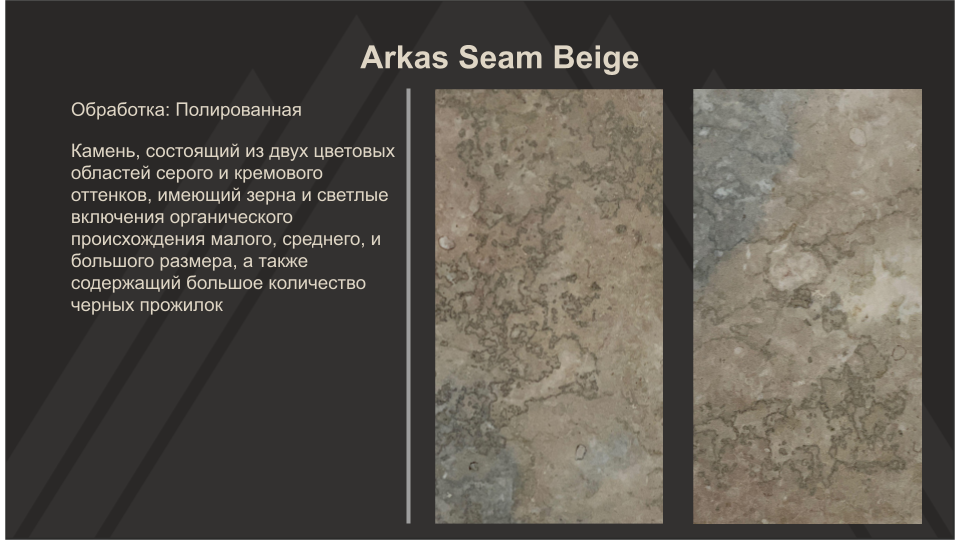 Arkas Seam Beige
Обработка: Полированная
Камень, состоящий из двух цветовых
областей серого и кремового
оттенков, имеющий зерна и светлые
включения органического
происхождения малого, среднего, и
большого размера, а также
содержащий большое количество
черных прожилок